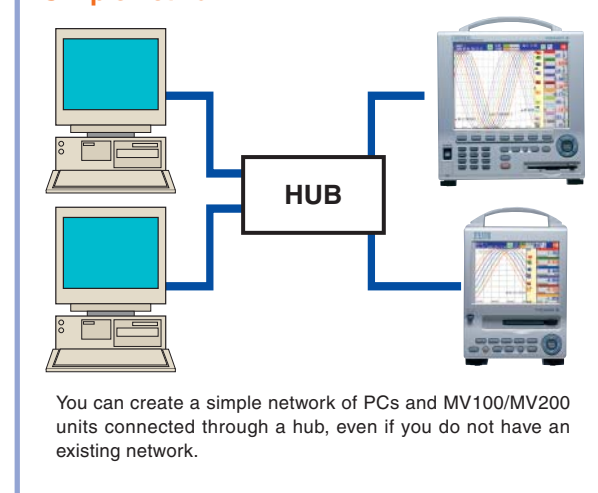 HUB
You can create a simple network of PCs and MV100/MV200
units connected through a hub, even if you do not have an
existing network.